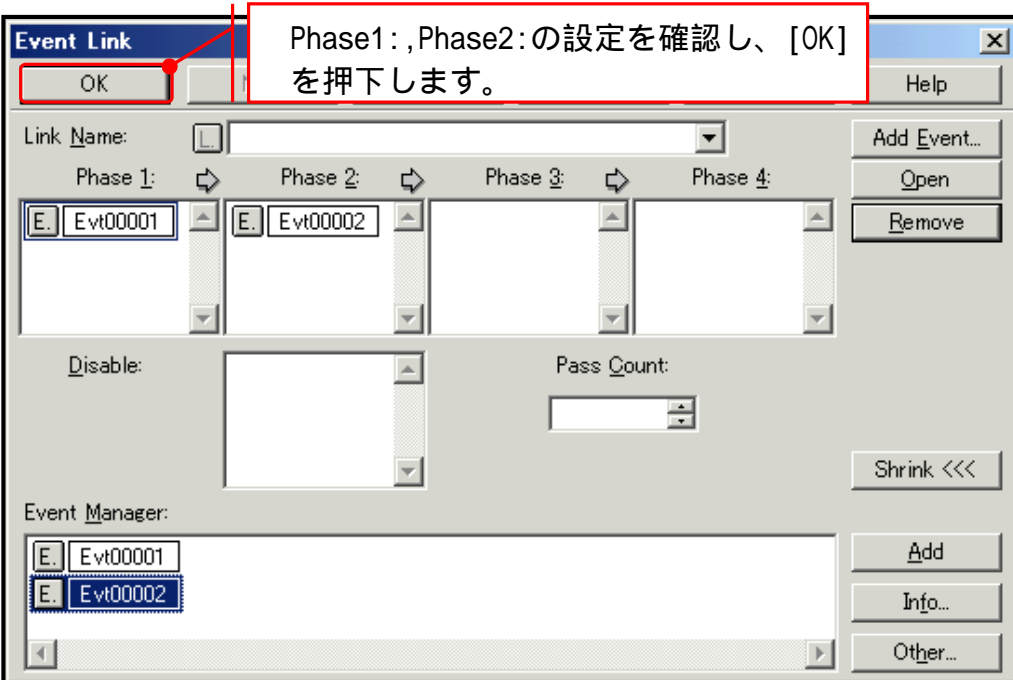 Event Link
Phase1:,Phase2:の設定を確認し、[OK]
を押下します。
OK
Help
Link Name:
L.
Add Event...
Phase 1:
Phase 2:
Phase 3:
Phase 4:
Open
E. Evt00001
E. Evt00002
Remove
Disable:
Pass Count:
Shrink <<<
Event Manager:
E. Evt00001
Add
E. Evt00002
Info...
Other...